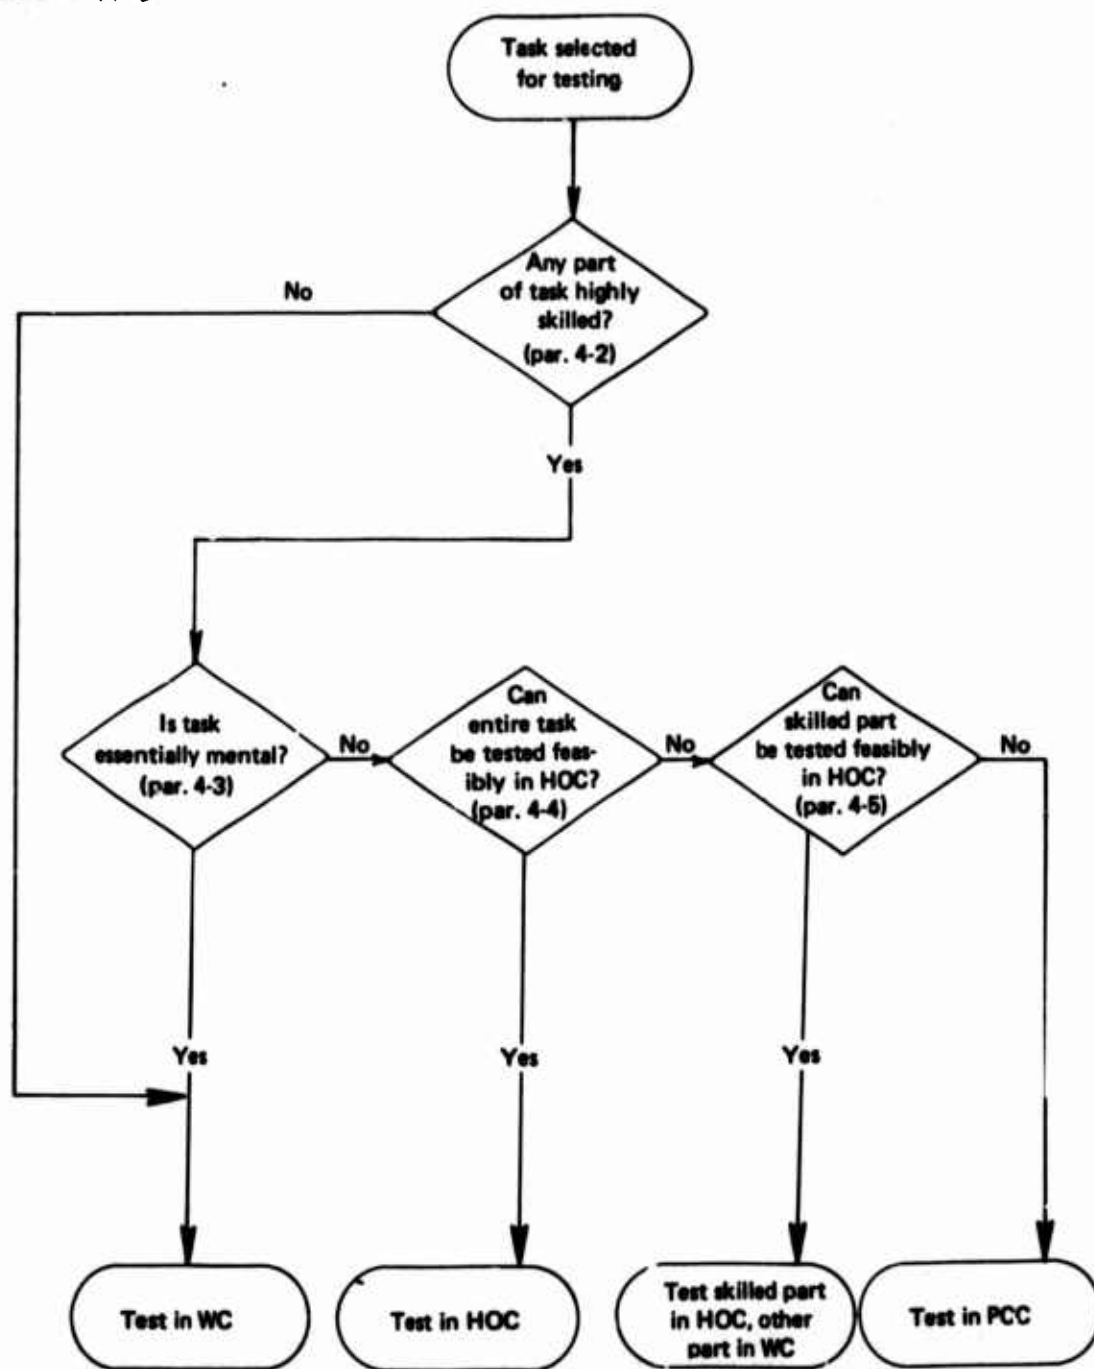 Task selected
for testing
Any part
of task highly
skilled?
(par. 4-2)
No
Yes
Is task
essentially mental?
(par. 4-3)
No
Can
entire task
be tested feas-
ibly in HOC?
(par. 4-4)
No
Can
skilled part
be tested feasibly
in HOC?
(par. 4-5)
No
Yes
Yes
Yes
Test in WC
Test in HOC
Test skilled part
in HOC, other
part in WC
Test in PCC